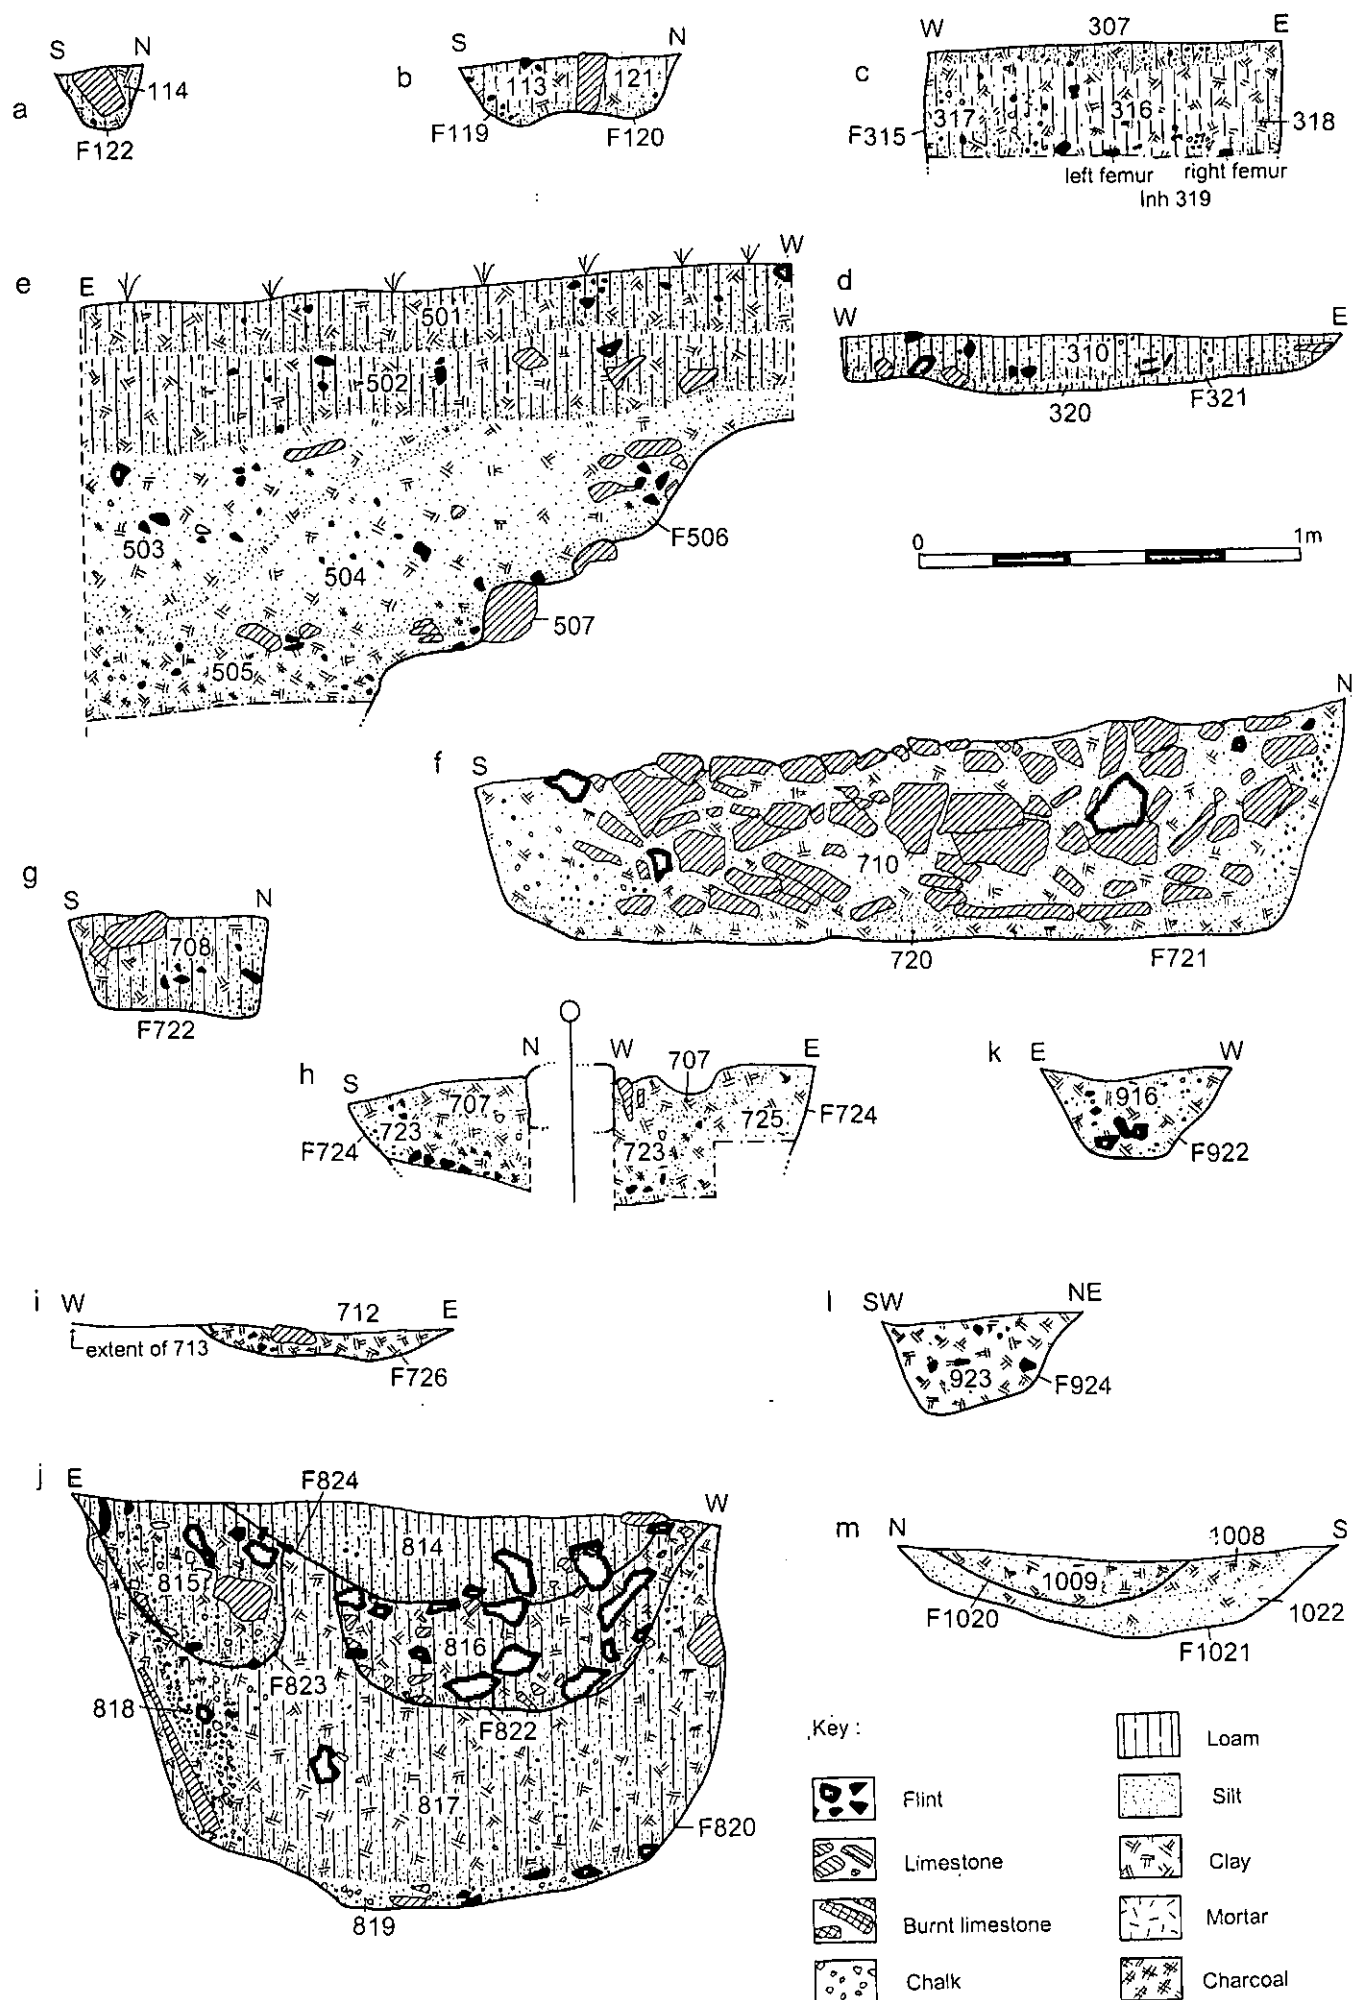 a
S N
114
F122
b
S N
113 121
F119 F120
c
W 307 E
317 316 318
F315
left femur right femur
Inh 319
e
E W
501
502
503
504
505
F506
507
d
W E
310
320 F321
0 1m
f
S N
710
720 F721
g
S N
708
F722
h
S N W 707 E
707
723 725
F724 723 F724
k
E W
916
F922
i
W 712 E
extent of 713
F726
l
SW NE
923
F924
j
E F824 W
814
815
816
F823
818 F822
817
F820
819
m
N 1008 S
1009
F1020 1022
F1021
Key :
Flint
Limestone
Burnt limestone
Chalk
Loam
Silt
Clay
Mortar
Charcoal